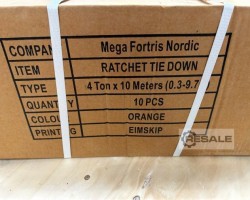 COMPAN Mega Fortris Nordic
ITEM RATCHET TIE DOWN
TYPE 4 Ton x 10 Meters (0.3-9.7
QUANTITY 10 PCS
COLOU ORANGE
PRINTING EIMSKIP
RESALE